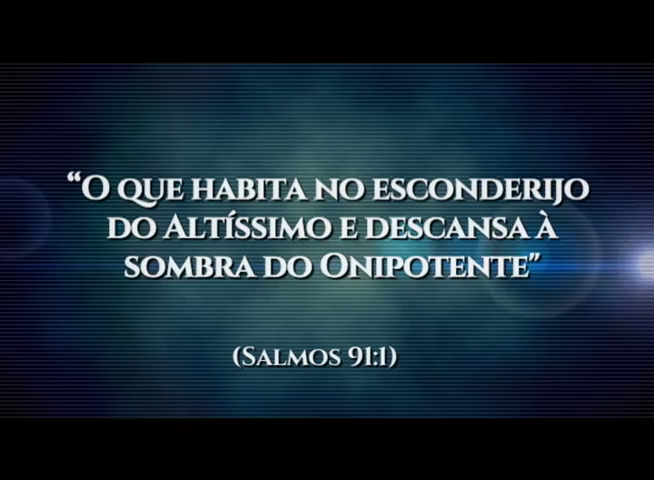 “O que habita no esconderijo
do Altíssimo e descansa à
sombra do Onipotente"
(Salmos 91:1)